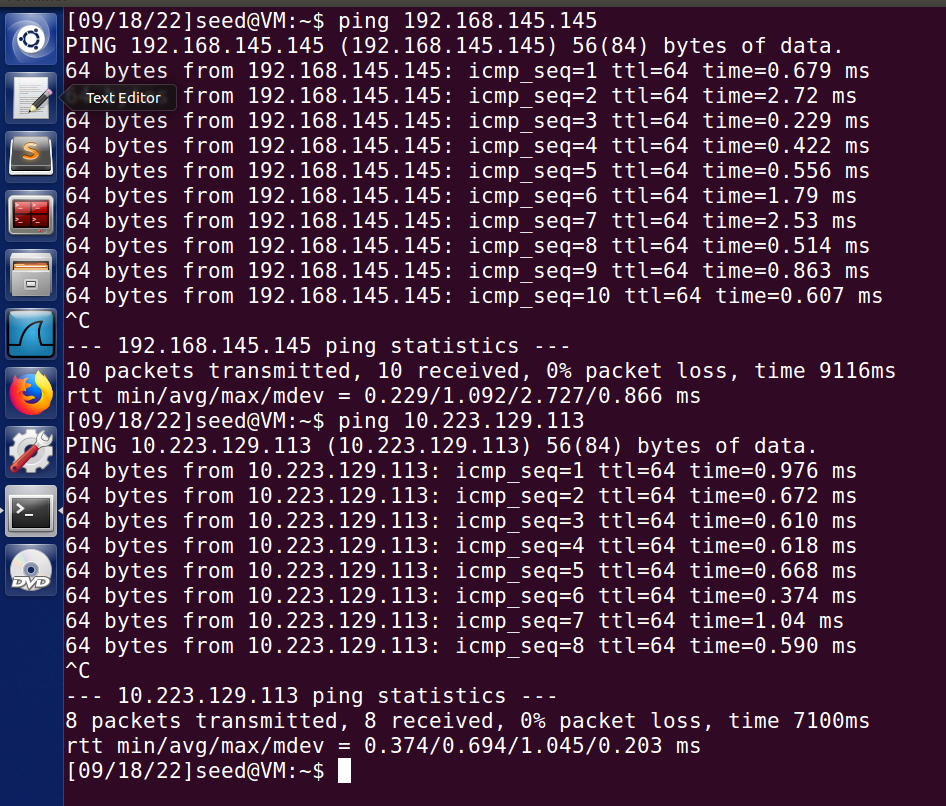 [09/18/22]seed@VM:~$ ping 192.168.145.145
PING 192.168.145.145 (192.168.145.145) 56(84) bytes of data.
64 bytes from 192.168.145.145: icmp_seq=1 ttl=64 time=0.679 ms
Text Editor from 192.168.145.145: icmp_seq=2 ttl=64 time=2.72 ms
64 bytes from 192.168.145.145: icmp_seq=3 ttl=64 time=0.229 ms
64 bytes from 192.168.145.145: icmp_seq=4 ttl=64 time=0.422 ms
64 bytes from 192.168.145.145: icmp_seq=5 ttl=64 time=0.556 ms
64 bytes from 192.168.145.145: icmp_seq=6 ttl=64 time=1.79 ms
64 bytes from 192.168.145.145: icmp_seq=7 ttl=64 time=2.53 ms
64 bytes from 192.168.145.145: icmp_seq=8 ttl=64 time=0.514 ms
64 bytes from 192.168.145.145: icmp_seq=9 ttl=64 time=0.863 ms
64 bytes from 192.168.145.145: icmp_seq=10 ttl=64 time=0.607 ms
^C
--- 192.168.145.145 ping statistics ---
10 packets transmitted, 10 received, 0% packet loss, time 9116ms
rtt min/avg/max/mdev = 0.229/1.092/2.727/0.866 ms
[09/18/22]seed@VM:~$ ping 10.223.129.113
PING 10.223.129.113 (10.223.129.113) 56(84) bytes of data.
64 bytes from 10.223.129.113: icmp_seq=1 ttl=64 time=0.976 ms
64 bytes from 10.223.129.113: icmp_seq=2 ttl=64 time=0.672 ms
64 bytes from 10.223.129.113: icmp_seq=3 ttl=64 time=0.610 ms
64 bytes from 10.223.129.113: icmp_seq=4 ttl=64 time=0.618 ms
64 bytes from 10.223.129.113: icmp_seq=5 ttl=64 time=0.668 ms
64 bytes from 10.223.129.113: icmp_seq=6 ttl=64 time=0.374 ms
64 bytes from 10.223.129.113: icmp_seq=7 ttl=64 time=1.04 ms
64 bytes from 10.223.129.113: icmp_seq=8 ttl=64 time=0.590 ms
^C
--- 10.223.129.113 ping statistics ---
8 packets transmitted, 8 received, 0% packet loss, time 7100ms
rtt min/avg/max/mdev = 0.374/0.694/1.045/0.203 ms
[09/18/22]seed@VM:~$
S
>_
DVD